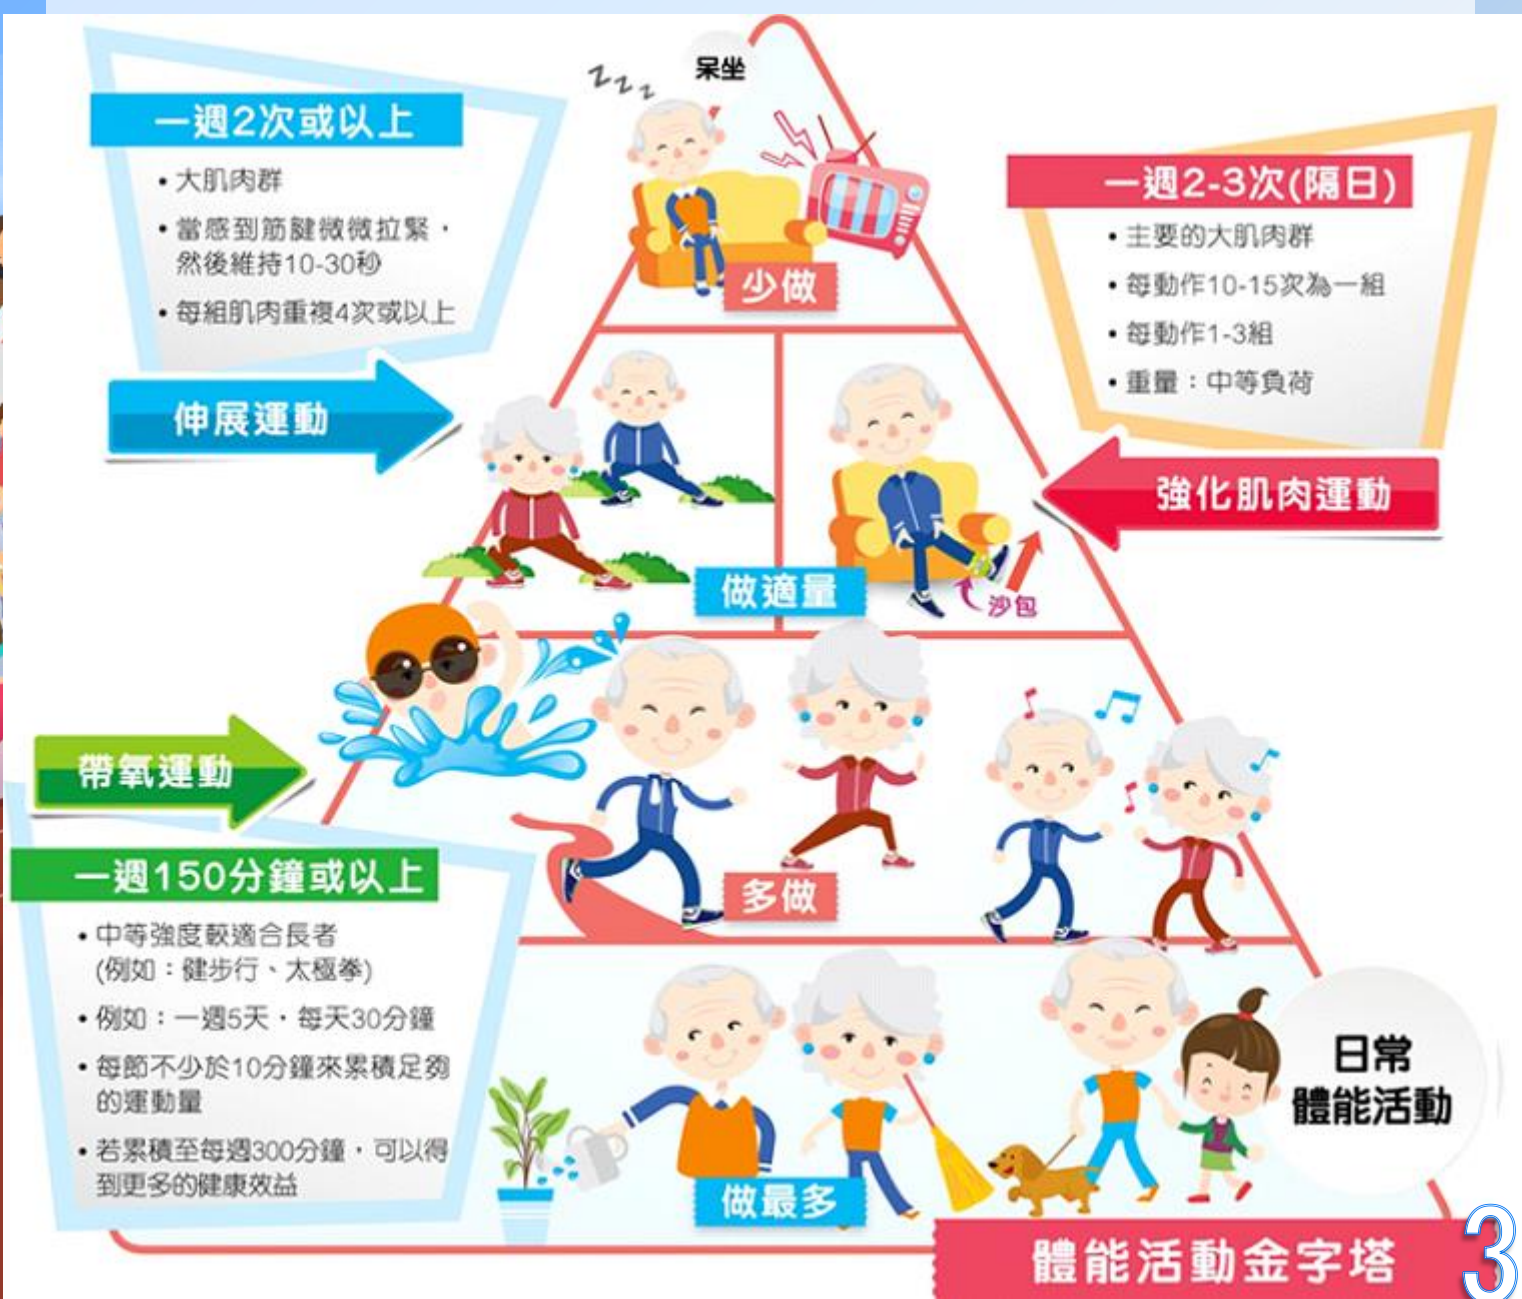 呆坐
z z z
少做
一週2次或以上
• 大肌肉群
• 當感到筋腱微微拉緊，
然後維持10-30秒
• 每組肌肉重複4次或以上
伸展運動
一週2-3次(隔日)
• 主要的大肌肉群
• 每動作10-15次為一組
• 每動作1-3組
• 重量：中等負荷
強化肌肉運動
沙包
做適量
帶氧運動
一週150分鐘或以上
• 中等強度較適合長者
(例如：健步行、太極拳)
• 例如：一週5天，每天30分鐘
• 每節不少於10分鐘來累積足夠
的運動量
• 若累積至每週300分鐘，可以得
到更多的健康效益
多做
日常
體能活動
做最多
體能活動金字塔
3